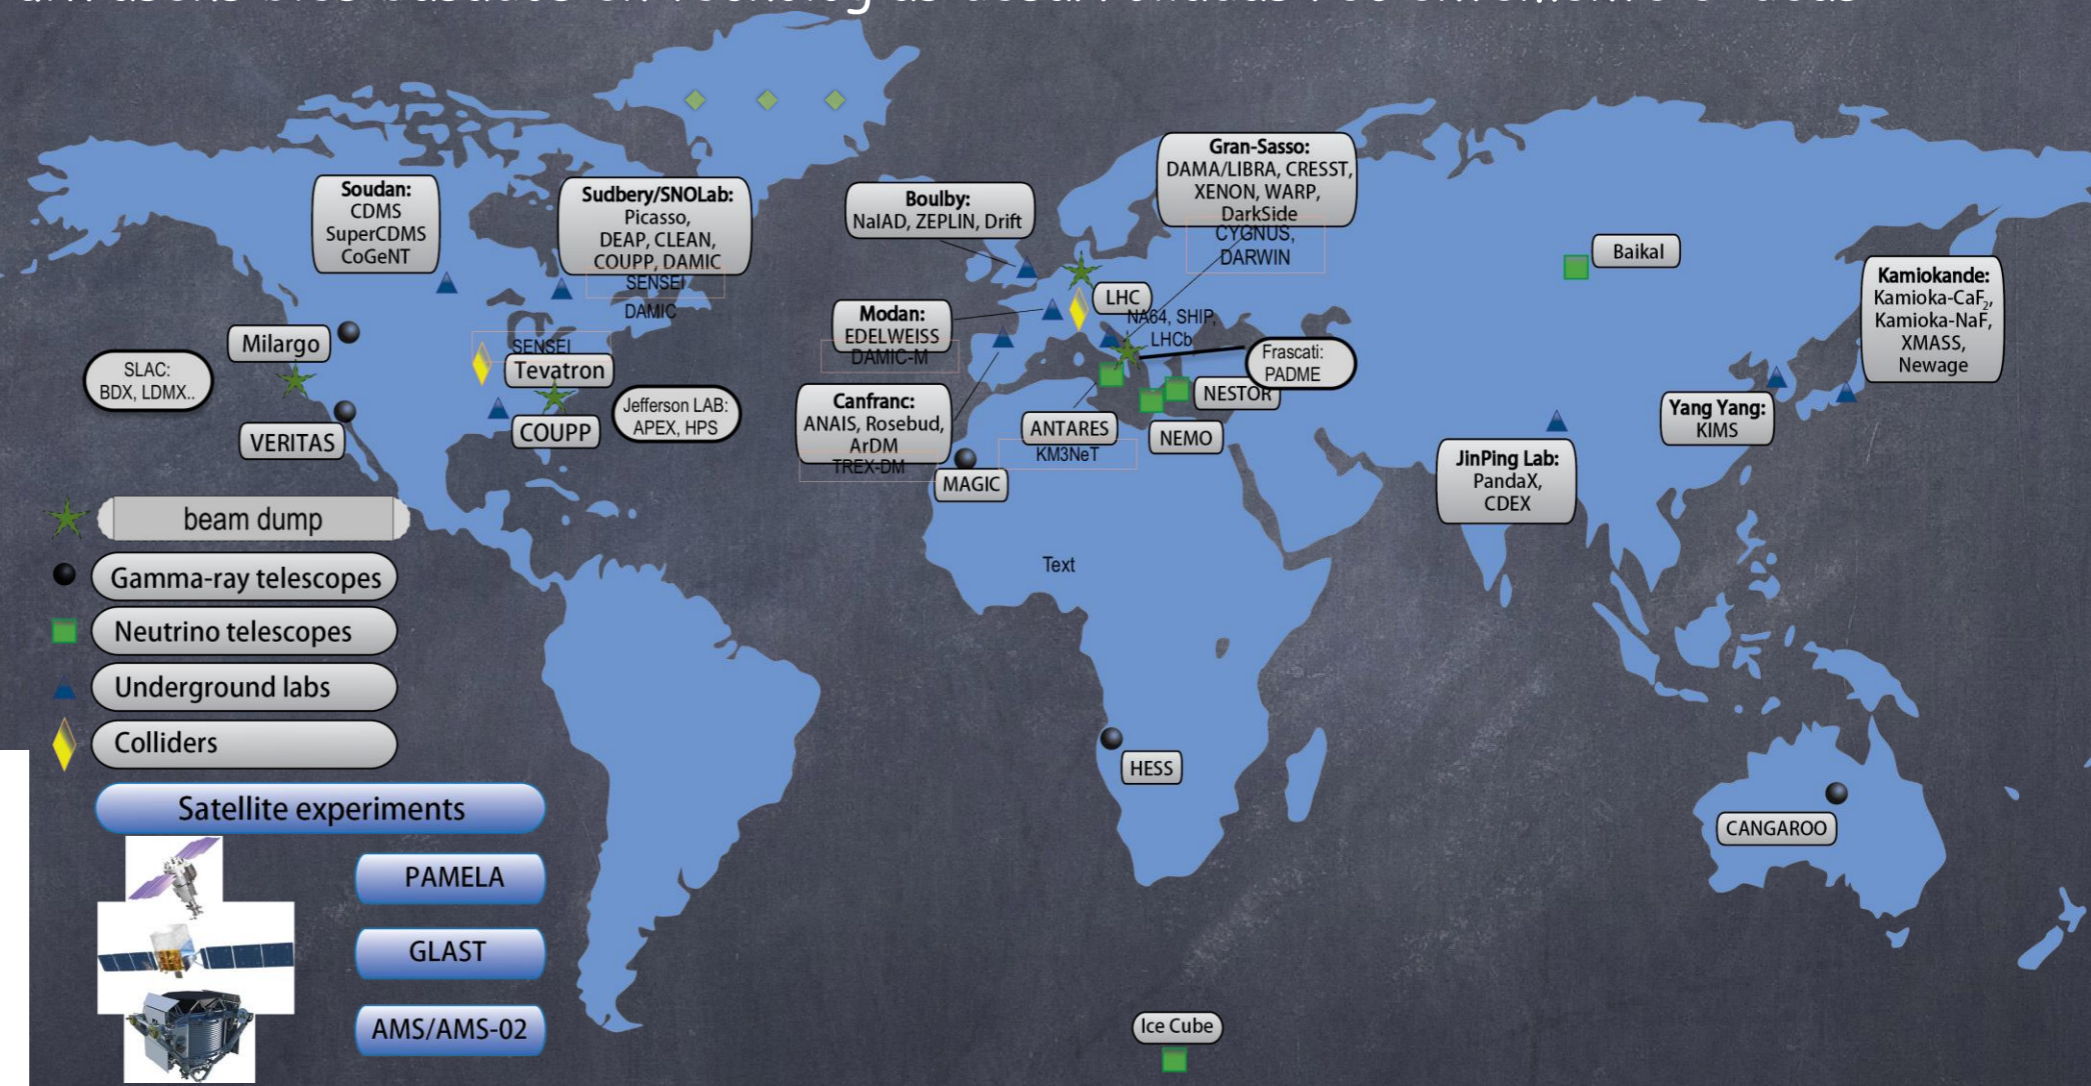 Soudan:
CDMS
SuperCDMS
CoGeNT
Sudbery/SNOLab:
Picasso,
DEAP, CLEAN,
COUPP, DAMIC
SENSEI
DAMIC
Boulby:
NaIAD, ZEPLIN, Drift
Gran-Sasso:
DAMA/LIBRA, CRESST,
XENON, WARP,
DarkSide
CYGNUS,
DARWIN
Baikal
Kamiokande:
Kamioka-CaF₂,
Kamioka-NaF,
XMASS,
Newage
Milargo
SLAC:
BDX, LDMX..
VERITAS
SENSEI
Tevatron
COUPP
Jefferson LAB:
APEX, HPS
Modan:
EDELWEISS
DAMIC-M
LHC
NA64, SHIP,
LHCb
Frascati:
PADME
Canfranc:
ANAIS, Rosebud,
ArDM
TREX-DM
MAGIC
ANTARES
KM3NeT
NESTOR
NEMO
Yang Yang:
KIMS
JinPing Lab:
PandaX,
CDEX
Text
beam dump
Gamma-ray telescopes
Neutrino telescopes
Underground labs
Colliders
HESS
CANGAROO
Satellite experiments
PAMELA
GLAST
AMS/AMS-02
Ice Cube